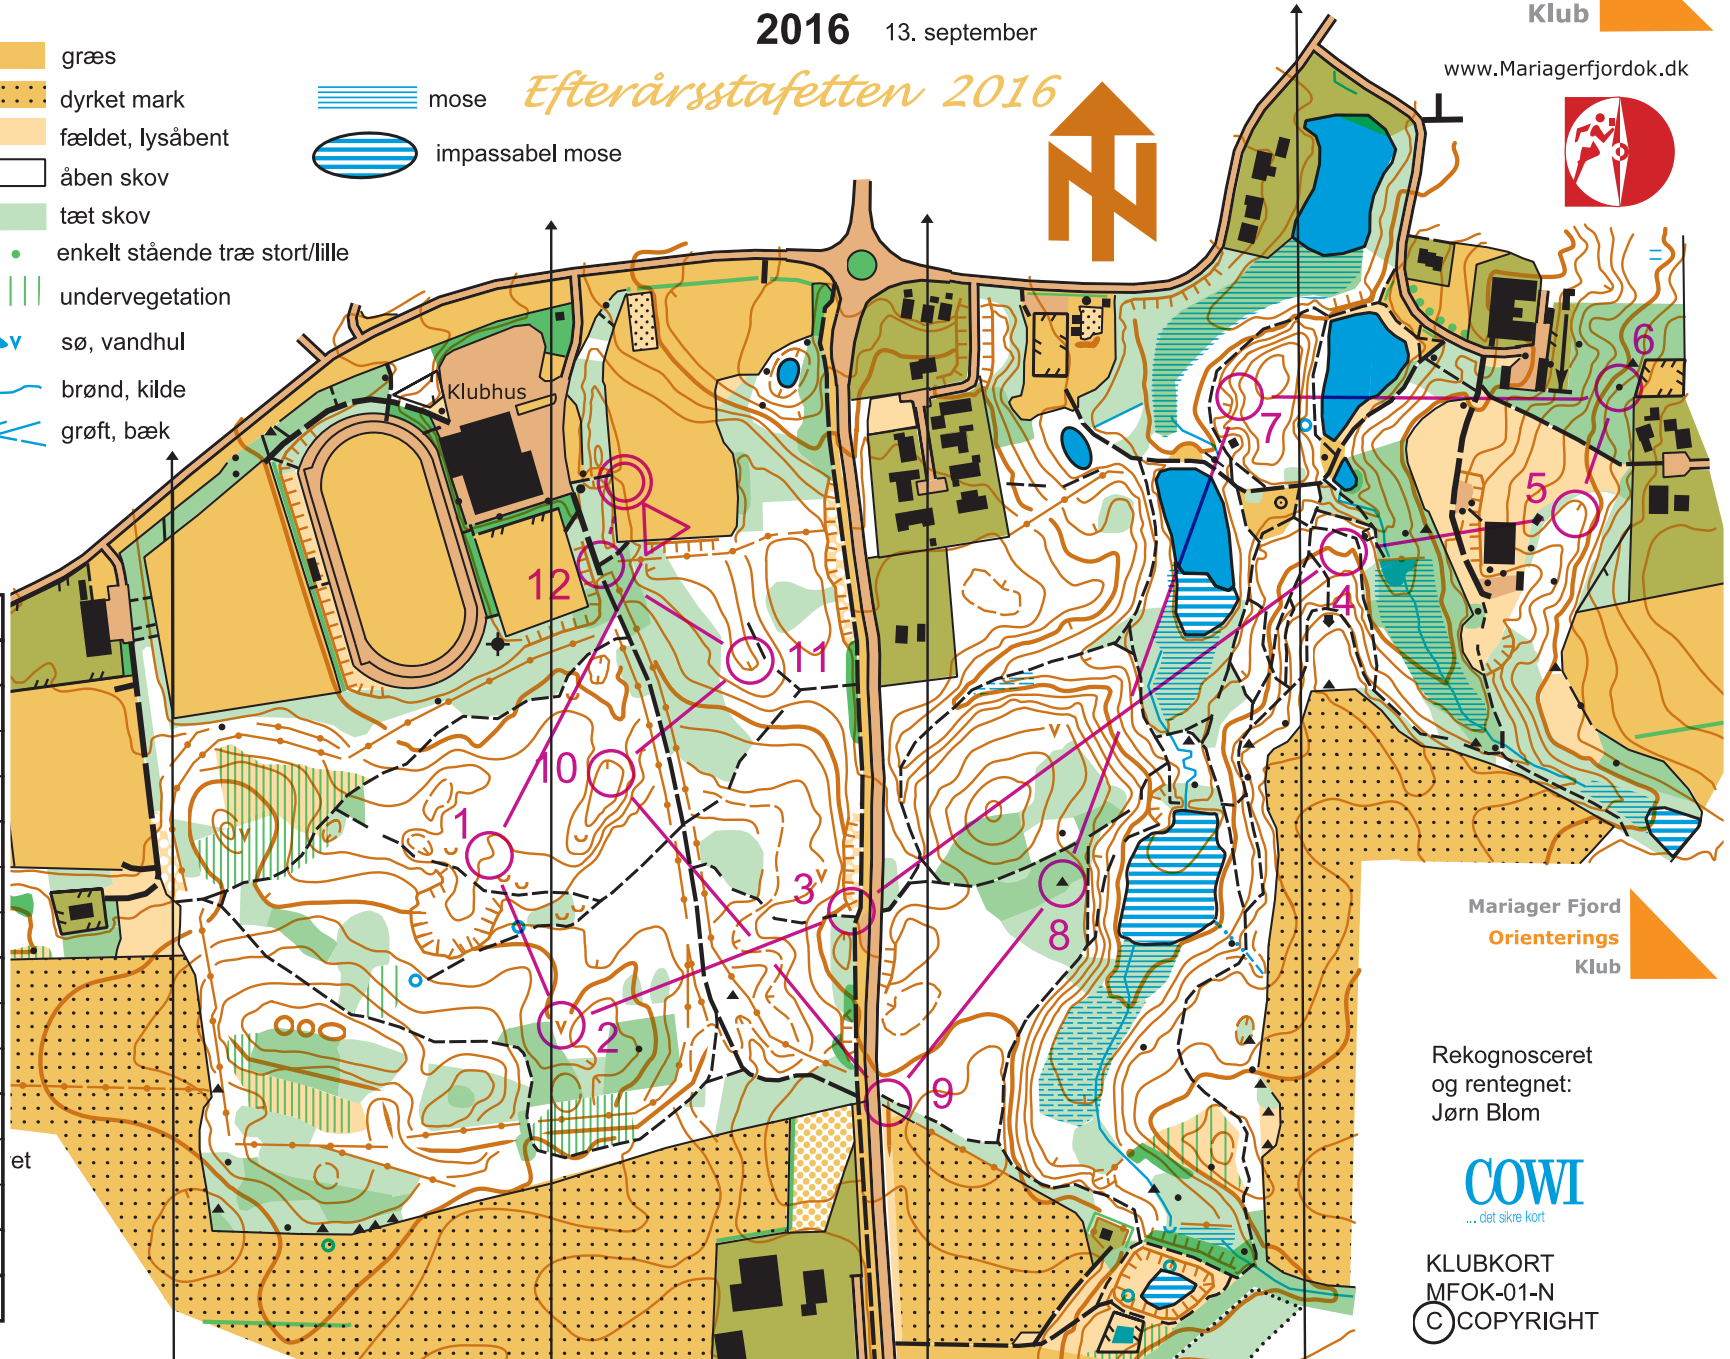 2016 13. september
Efterårsstafetten 2016
Klub
www.Mariagerfjordok.dk
græs
dyrket mark
fældet, lysåbent
åben skov
tæt skov
enkelt stående træ stort/lille
undervegetation
sø, vandhul
brønd, kilde
grøft, bæk
mose
impassabel mose
N
Klubhus
6
7
5
12
4
11
10
1
3
8
2
9
et
Mariager Fjord
Orienterings
Klub
Rekognosceret
og rentegnet:
Jørn Blom
COWI
... det sikre kort
KLUBKORT
MFOK-01-N
C COPYRIGHT